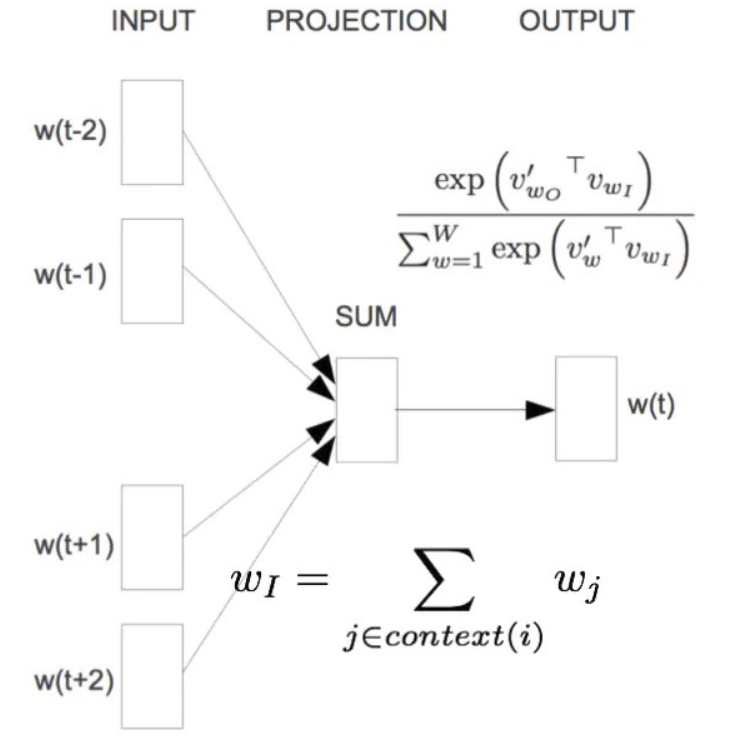 INPUT PROJECTION OUTPUT
w(t-2)
exp(v′_{w_O}^⊤ v_{w_I})
∑_{w=1}^{W} exp(v′_w^⊤ v_{w_I})
w(t-1)
SUM
w(t)
w(t+1)
w_I = ∑_{j∈context(i)} w_j
w(t+2)